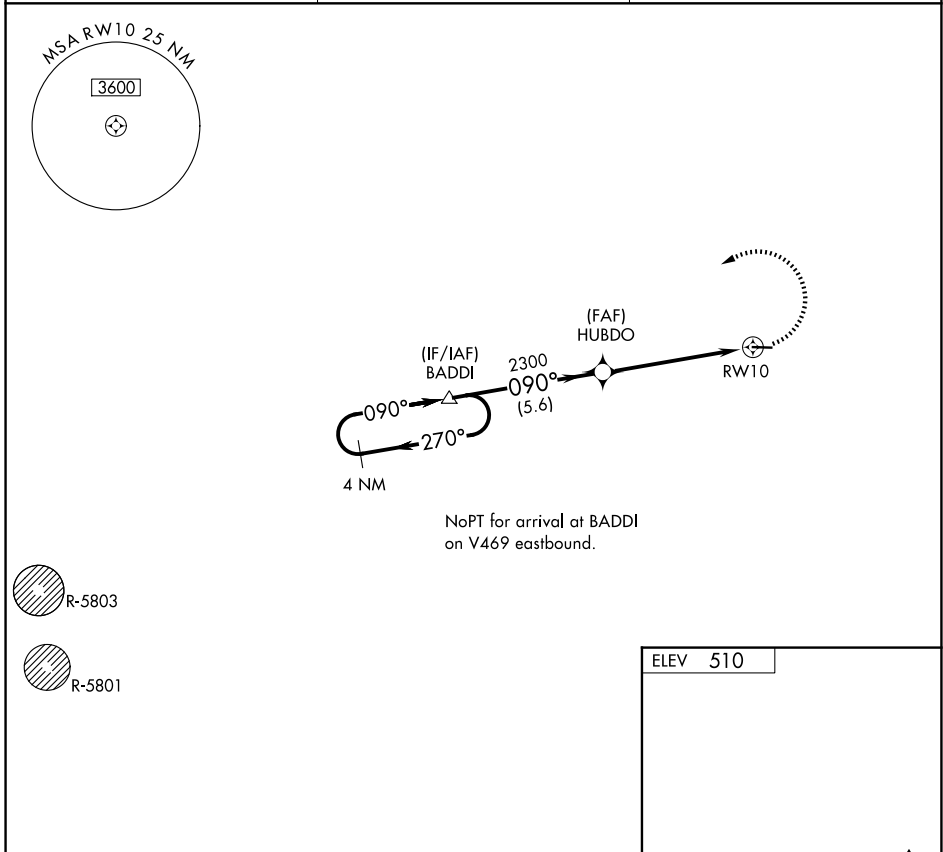 MSA RW10 25 NM
3600
(FAF)
HUBDO
(IF/IAF)
BADDI
2300
090°
(5.6)
RW10
090°
270°
4 NM
NoPT for arrival at BADDI
on V469 eastbound.
R-5803
R-5801
ELEV 510